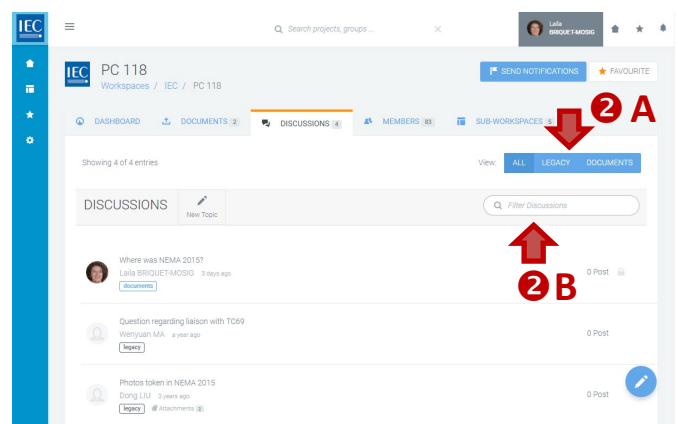 IEC
Search projects, groups ...
Laila
BRIQUET-MOSIG
IEC PC 118
Workspaces / IEC / PC 118
SEND NOTIFICATIONS
FAVOURITE
DASHBOARD
DOCUMENTS 2
DISCUSSIONS 4
MEMBERS 83
SUB-WORKSPACES 5
2 A
Showing 4 of 4 entries
View: ALL LEGACY DOCUMENTS
DISCUSSIONS
New Topic
Filter Discussions
2 B
Where was NEMA 2015?
Laila BRIQUET-MOSIG 3 days ago
documents
0 Post
Question regarding liaison with TC69
Wenyuan MA a year ago
legacy
0 Post
Photos token in NEMA 2015
Dong LIU 3 years ago
legacy Attachments 2
0 Post